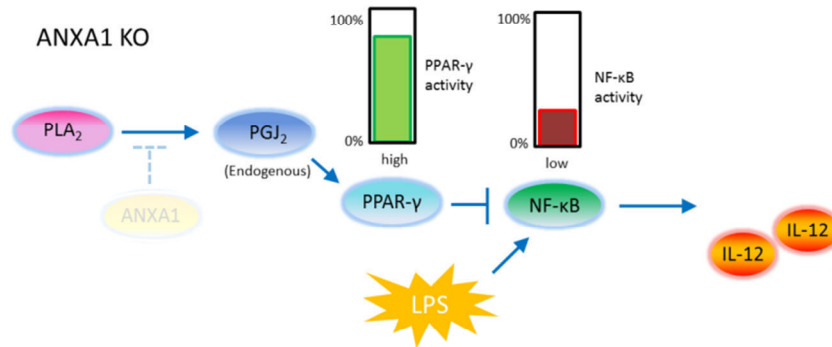 ANXA1 KO
100%
0%
high
PPAR-γ
activity
100%
0%
low
NF-κB
activity
PLA₂
PGJ₂
(Endogenous)
ANXA1
PPAR-γ
NF-κB
LPS
IL-12
IL-12